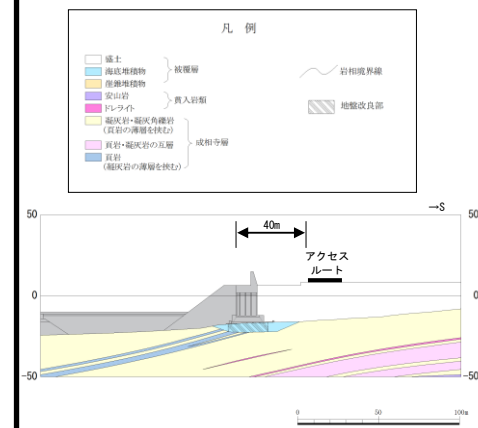 凡 例
盛土
海底堆積物
崖錐堆積物
被覆層
安山岩
ドレライト
貫入岩類
凝灰岩・凝灰角礫岩
(頁岩の薄層を挟む)
頁岩・凝灰岩の互層
頁岩
(凝灰岩の薄層を挟む)
成相寺層
岩相境界線
地盤改良部
→S
50
50
40m
アクセス
ルート
0
0
-50
-50
0
50
100m